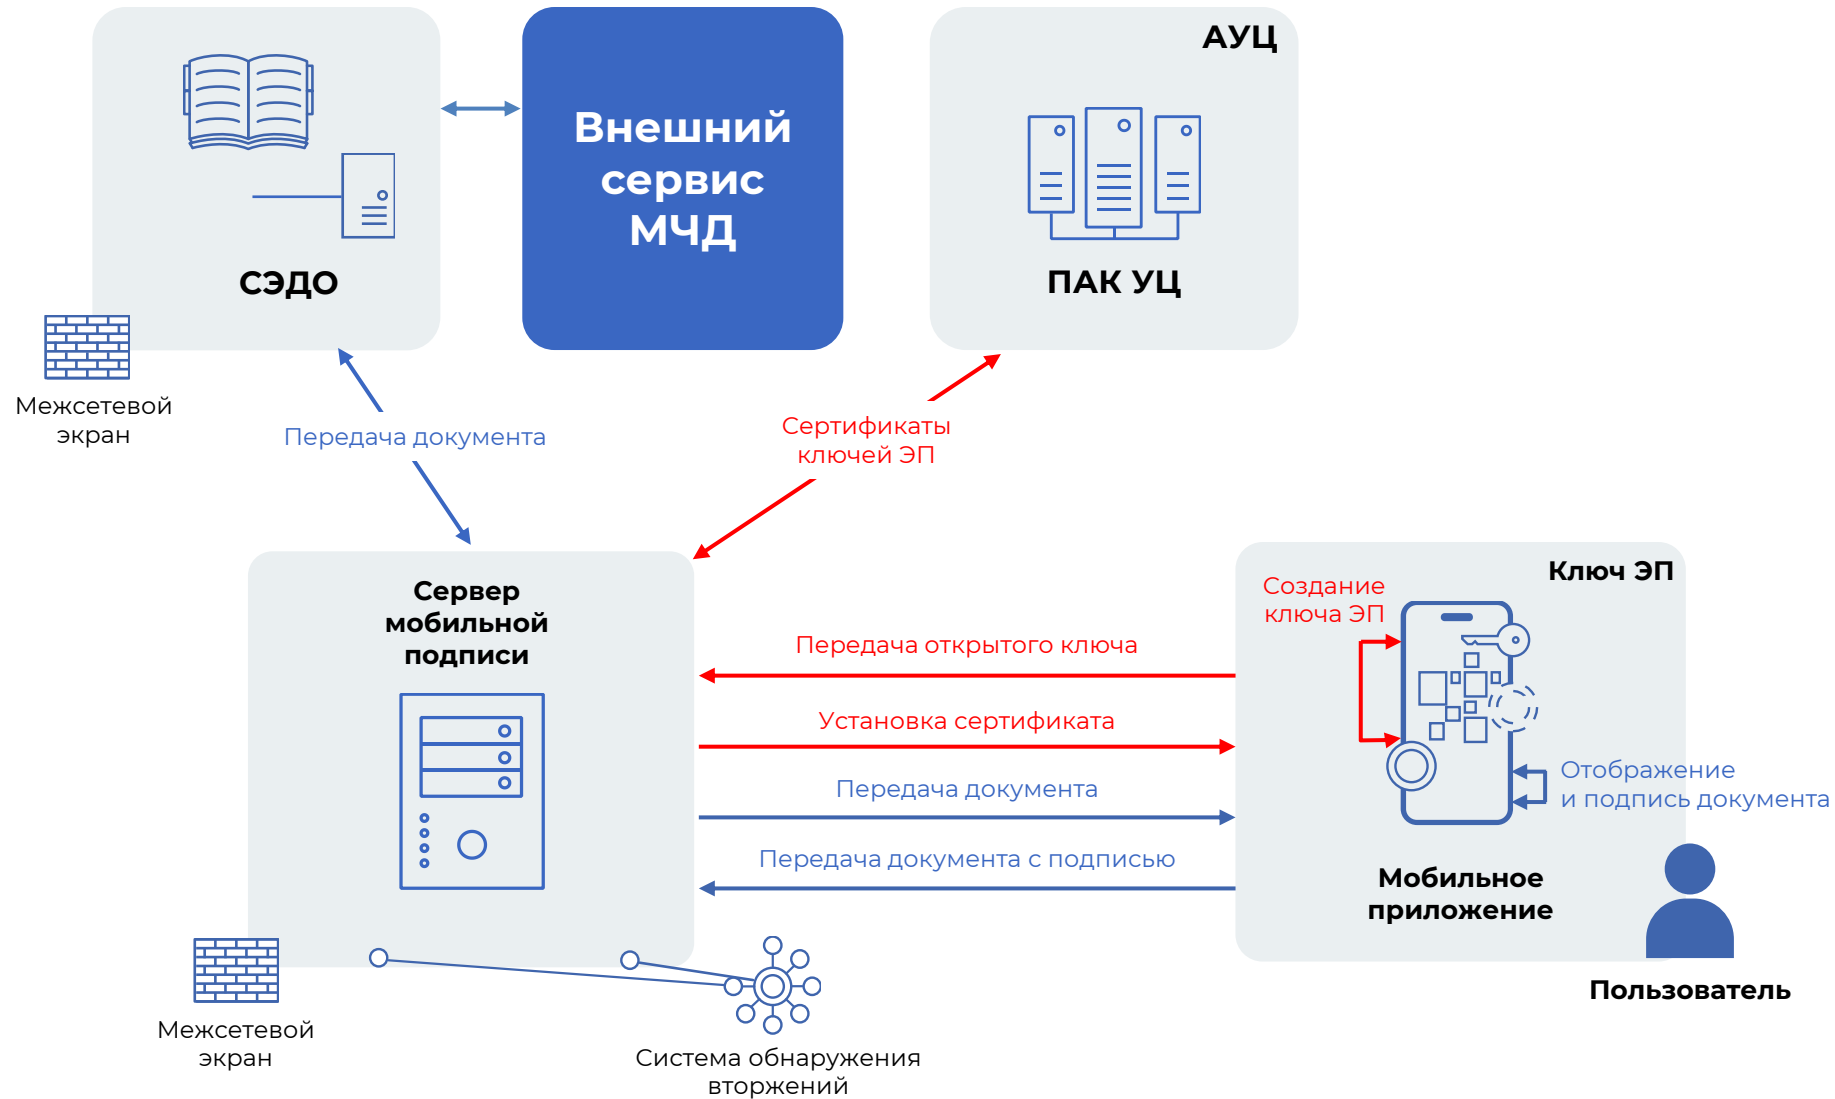 АУЦ
Внешний
сервис
МЧД
СЭДО
ПАК УЦ
Межсетевой
экран
Передача документа
Сертификаты
ключей ЭП
Сервер
мобильной
подписи
Ключ ЭП
Создание
ключа ЭП
Передача открытого ключа
Установка сертификата
Передача документа
Передача документа с подписью
Отображение
и подпись документа
Мобильное
приложение
Пользователь
Межсетевой
экран
Система обнаружения
вторжений